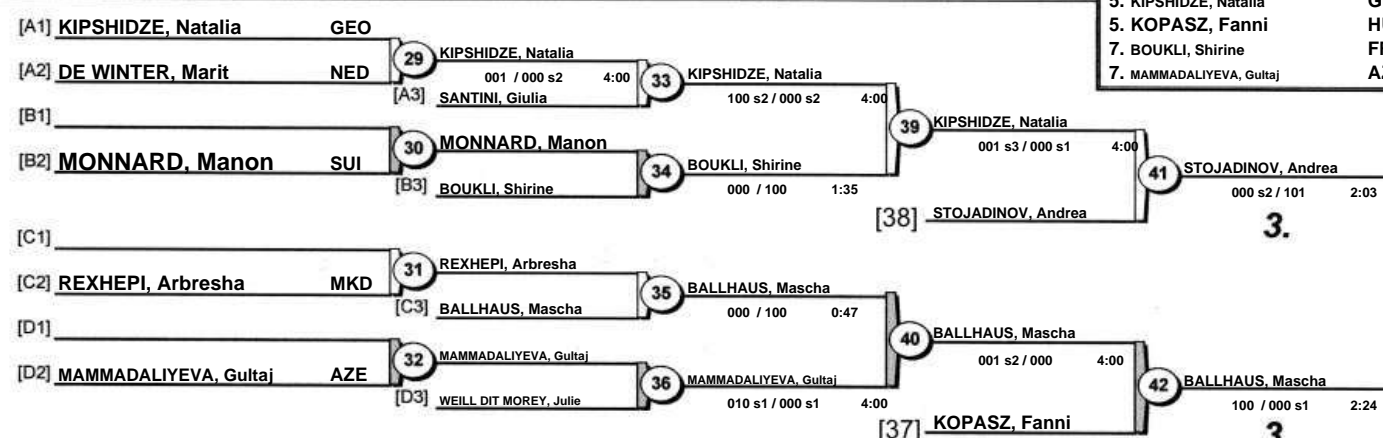 5. KIPSHIDZE, Natalia
5. KOPASZ, Fanni
7. BOUKLI, Shirine
7. MAMMADALIYEVA, Gultaj
[A1] KIPSHIDZE, Natalia GEO
[A2] DE WINTER, Marit NED
29
KIPSHIDZE, Natalia
001 / 000 s2 4:00
[A3] SANTINI, Giulia
33
KIPSHIDZE, Natalia
100 s2 / 000 s2 4:00
[B1]
[B2] MONNARD, Manon SUI
30
MONNARD, Manon
[B3] BOUKLI, Shirine
34
BOUKLI, Shirine
000 / 100 1:35
39
KIPSHIDZE, Natalia
001 s3 / 000 s1 4:00
[38] STOJADINOV, Andrea
41
STOJADINOV, Andrea
000 s2 / 101 2:03
3.
[C1]
[C2] REXHEPI, Arbresha MKD
31
REXHEPI, Arbresha
[C3] BALLHAUS, Mascha
35
BALLHAUS, Mascha
000 / 100 0:47
[D1]
[D2] MAMMADALIYEVA, Gultaj AZE
32
MAMMADALIYEVA, Gultaj
[D3] WEILL DIT MOREY, Julie
36
MAMMADALIYEVA, Gultaj
010 s1 / 000 s1 4:00
40
BALLHAUS, Mascha
001 s2 / 000 4:00
[37] KOPASZ, Fanni
42
BALLHAUS, Mascha
100 / 000 s1 2:24
3